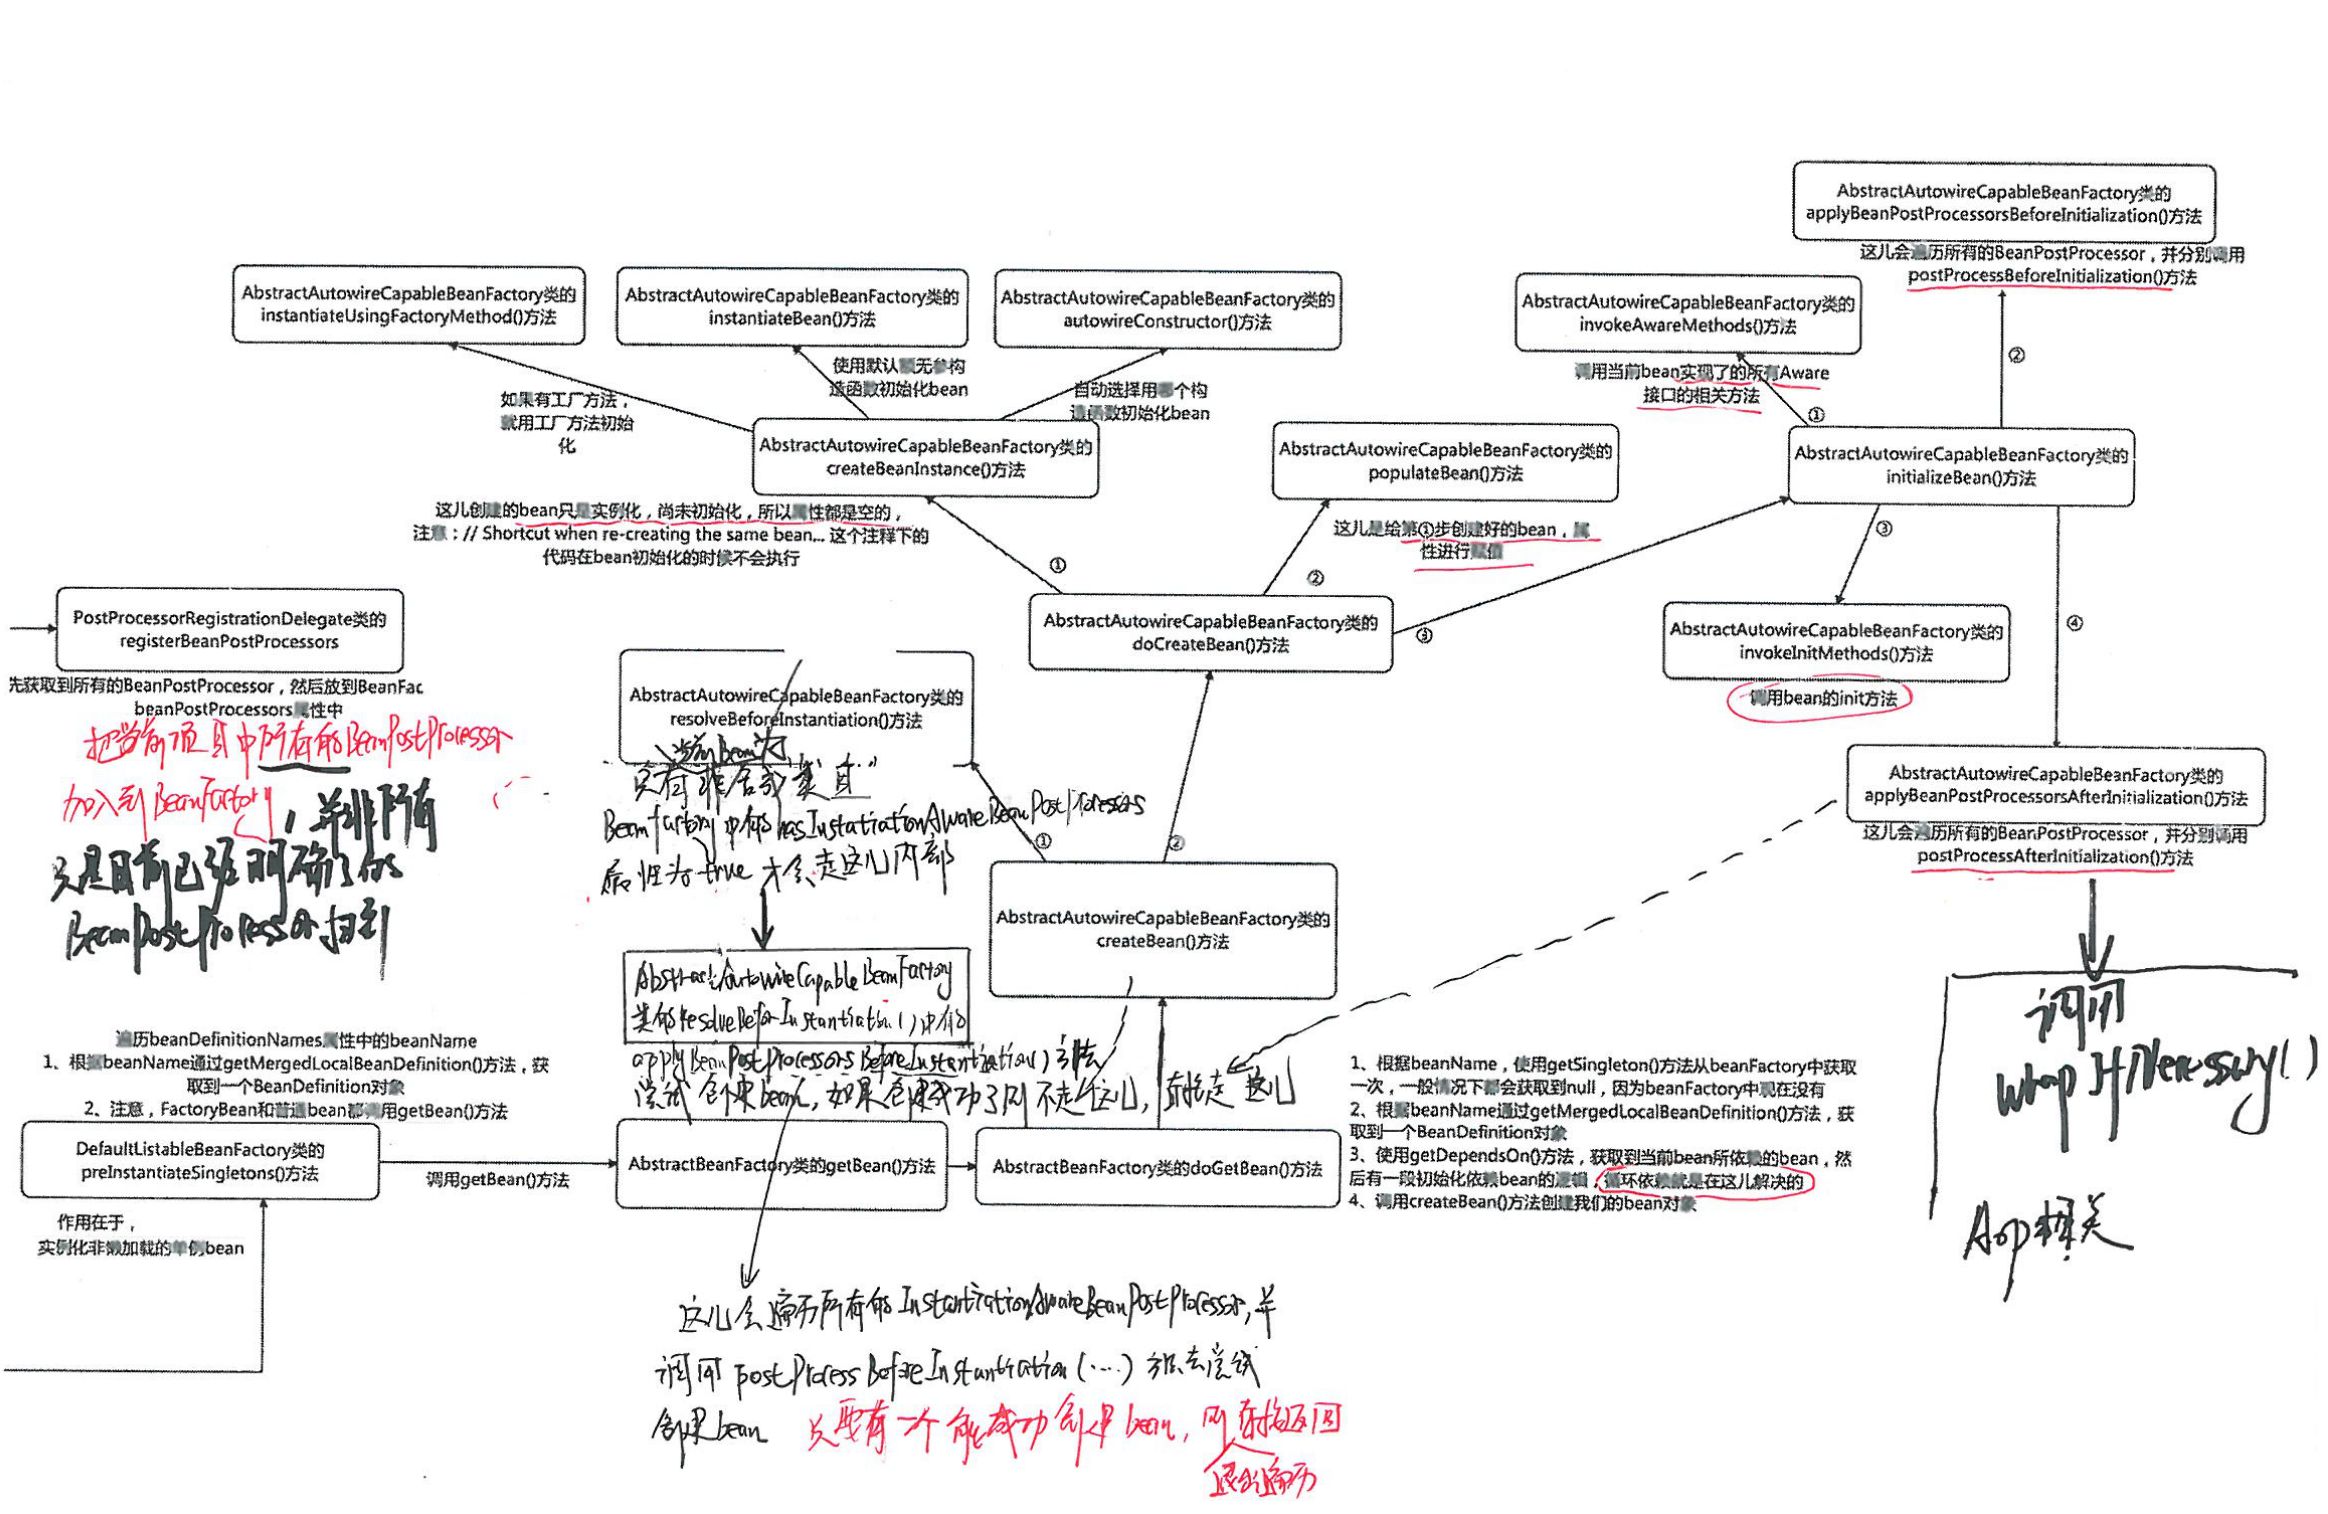 AbstractAutowireCapableBeanFactory类的
applyBeanPostProcessorsBeforeInitialization()方法
这儿会遍历所有的BeanPostProcessor，并分别调用
postProcessBeforeInitialization()方法
AbstractAutowireCapableBeanFactory类的
instantiateUsingFactoryMethod()方法
AbstractAutowireCapableBeanFactory类的
instantiateBean()方法
AbstractAutowireCapableBeanFactory类的
autowireConstructor()方法
AbstractAutowireCapableBeanFactory类的
invokeAwareMethods()方法
②
调用当前bean实现了的所有Aware
接口的相关方法
①
如果有工厂方法，
就用工厂方法初始
化
使用默认额无参构
造函数初始化bean
自动选择用哪个构
造函数初始化bean
AbstractAutowireCapableBeanFactory类的
createBeanInstance()方法
AbstractAutowireCapableBeanFactory类的
populateBean()方法
AbstractAutowireCapableBeanFactory类的
initializeBean()方法
这儿创建的bean只是实例化，尚未初始化，所以属性都是空的，
注意：// Shortcut when re-creating the same bean... 这个注释下的
代码在bean初始化的时候不会执行
这儿是给第①步创建好的bean，属
性进行赋值
①
②
③
③
④
PostProcessorRegistrationDelegate类的
registerBeanPostProcessors
先获取到所有的BeanPostProcessor，然后放到BeanFac
beanPostProcessors属性中
把当前项目中所有的BeanPostProcessor
加入到BeanFactory，并非所有
只是目前已经明确了的
BeanPostProcessor扫到
AbstractAutowireCapableBeanFactory类的
doCreateBean()方法
AbstractAutowireCapableBeanFactory类的
invokeInitMethods()方法
调用bean的init方法
AbstractAutowireCapableBeanFactory类的
resolveBeforeInstantiation()方法
当前Bean为
只有非合成类且
Beanfactory中的hasInstatiationAwareBeanPostProcessors
属性为true 才会走这儿内部
①
②
AbstractAutowireCapableBeanFactory类的
applyBeanPostProcessorsAfterInitialization()方法
这儿会遍历所有的BeanPostProcessor，并分别调用
postProcessAfterInitialization()方法
AbstractAutowireCapableBeanFactory类的
createBean()方法
AbstractAutowireCapableBeanFactory
类的resolveBeforInstantiation()中的
applyBeanPostProcessorsBeforeInstantiation()方法
尝试创建bean，如果创建成功了则不走这儿，直接走这儿
调用
wrapIfNecessary()
Aop相关
遍历beanDefinitionNames属性中的beanName
1、根据beanName通过getMergedLocalBeanDefinition()方法，获
取到一个BeanDefinition对象
2、注意，FactoryBean和普通bean都调用getBean()方法
DefaultListableBeanFactory类的
preInstantiateSingletons()方法
调用getBean()方法
AbstractBeanFactory类的getBean()方法
AbstractBeanFactory类的doGetBean()方法
1、根据beanName，使用getSingleton()方法从beanFactory中获取
一次，一般情况下都会获取到null，因为beanFactory中现在没有
2、根据beanName通过getMergedLocalBeanDefinition()方法，获
取到一个BeanDefinition对象
3、使用getDependsOn()方法，获取到当前bean所依赖的bean，然
后有一段初始化依赖bean的逻辑，循环依赖就是在这儿解决的
4、调用createBean()方法创建我们的bean对象
作用在于，
实例化非懒加载的单例bean
这儿会遍历所有的InstantiationAwareBeanPostProcessor，并
调用postProcessBeforeInstantiation(....)方法去尝试
创建bean 只要有一个能成功创建bean，则直接返回
退出遍历